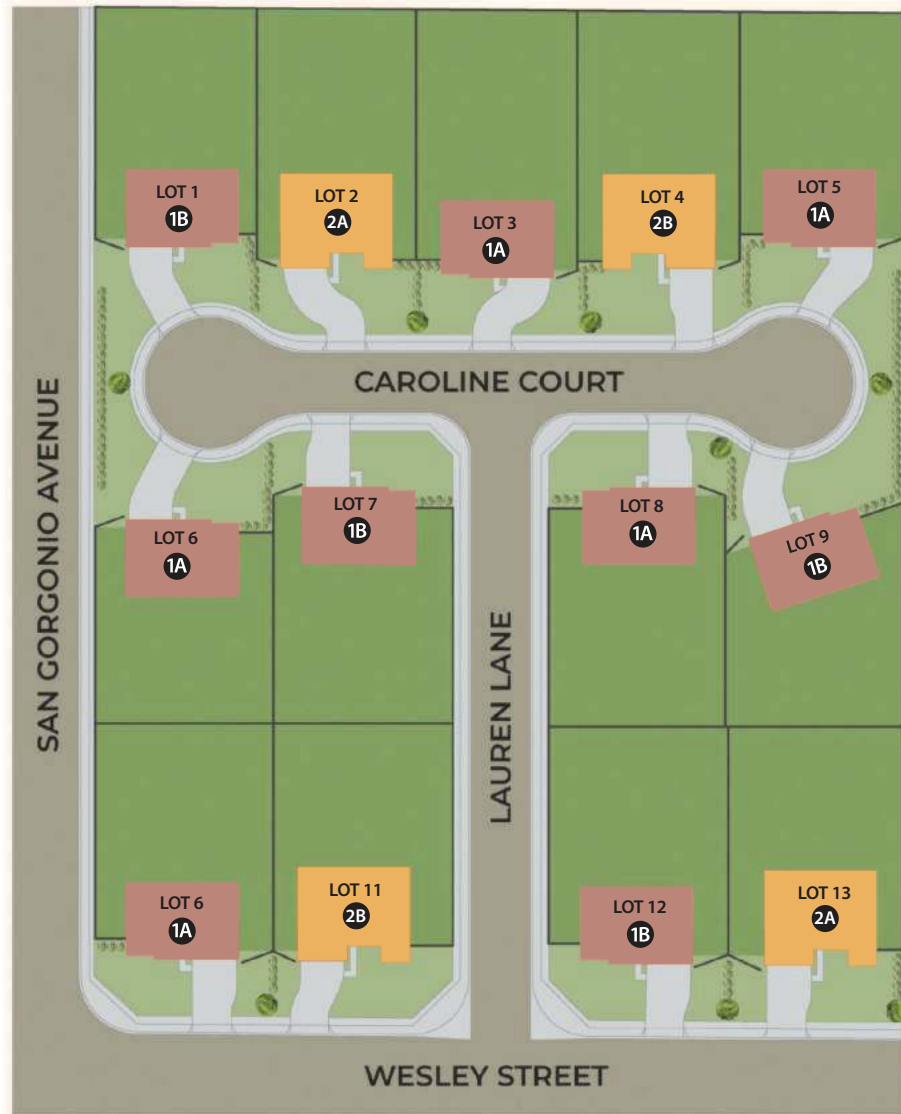 LOT 1
1B
LOT 2
2A
LOT 3
1A
LOT 4
2B
LOT 5
1A
CAROLINE COURT
SAN GORGONIO AVENUE
LOT 6
1A
LOT 7
1B
LOT 8
1A
LOT 9
1B
LAUREN LANE
LOT 6
1A
LOT 11
2B
LOT 12
1B
LOT 13
2A
WESLEY STREET